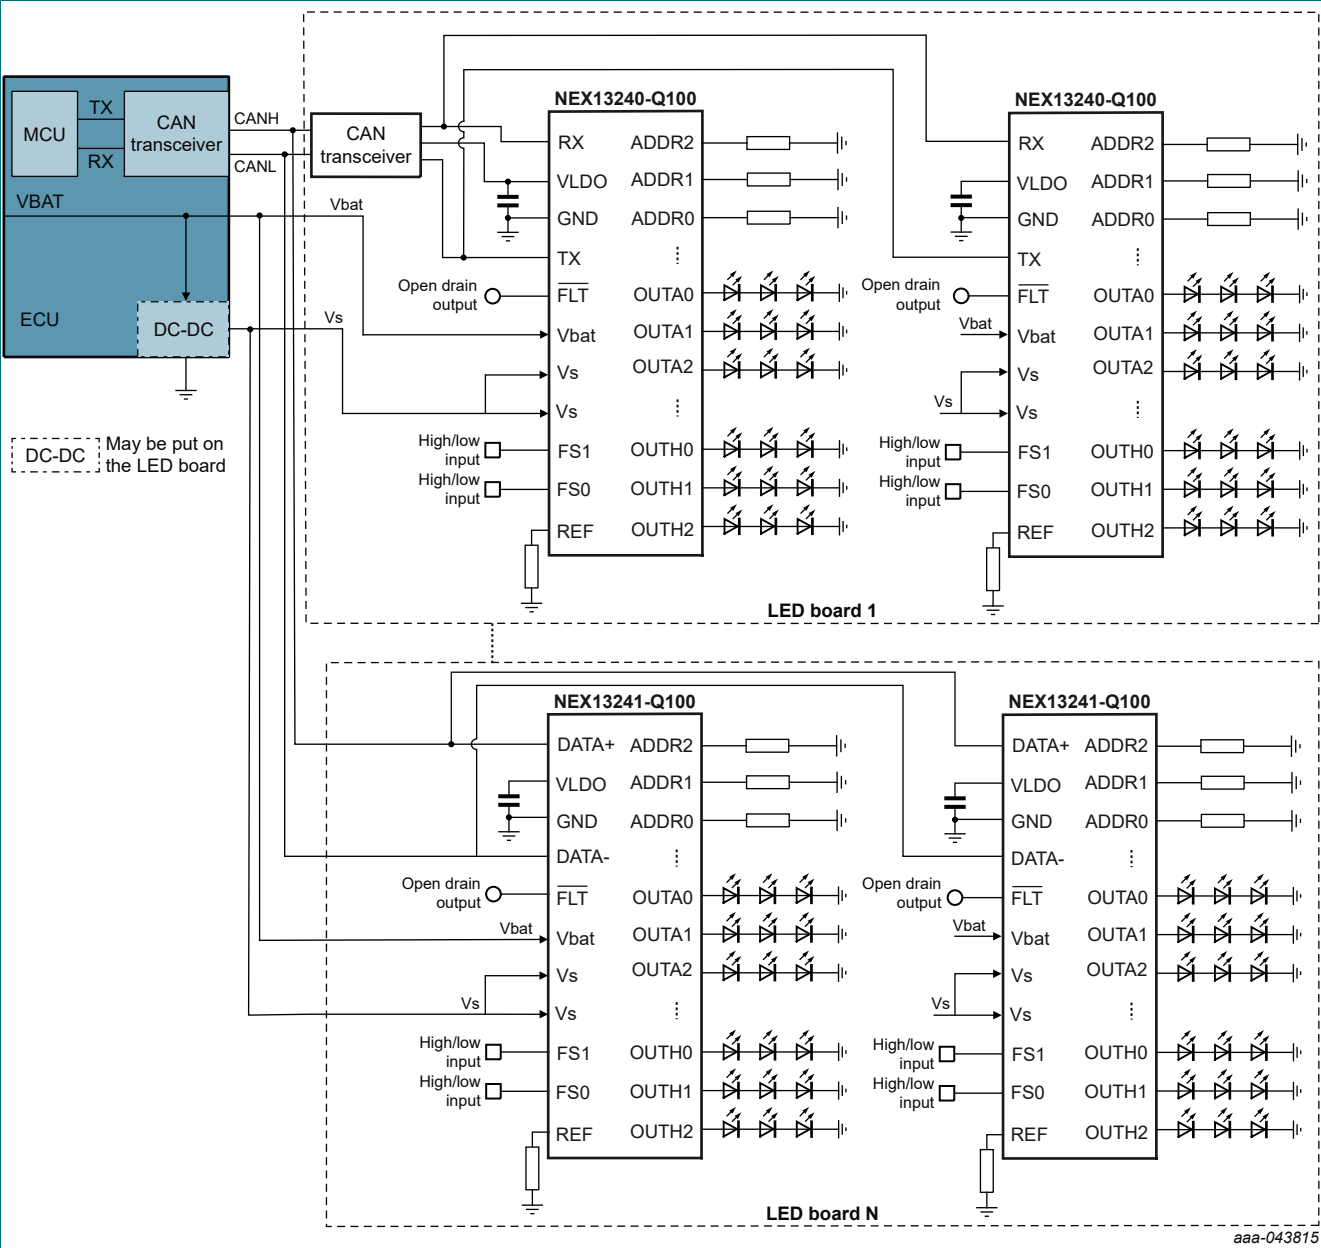 MCU
TX
RX
CAN
transceiver
CANH
CANL
VBAT
ECU
DC-DC
Vbat
Vs
DC-DC
May be put on
the LED board
CAN
transceiver
NEX13240-Q100
RX
VLDO
GND
TX
FLT
Vbat
Vs
Vs
FS1
FS0
REF
ADDR2
ADDR1
ADDR0
OUTA0
OUTA1
OUTA2
OUTH0
OUTH1
OUTH2
Open drain
output
High/low
input
High/low
input
NEX13240-Q100
RX
VLDO
GND
TX
FLT
Vbat
Vs
Vs
FS1
FS0
REF
ADDR2
ADDR1
ADDR0
OUTA0
OUTA1
OUTA2
OUTH0
OUTH1
OUTH2
Open drain
output
Vbat
Vs
High/low
input
High/low
input
LED board 1
NEX13241-Q100
DATA+
VLDO
GND
DATA-
FLT
Vbat
Vs
Vs
FS1
FS0
REF
ADDR2
ADDR1
ADDR0
OUTA0
OUTA1
OUTA2
OUTH0
OUTH1
OUTH2
Open drain
output
Vbat
Vs
High/low
input
High/low
input
NEX13241-Q100
DATA+
VLDO
GND
DATA-
FLT
Vbat
Vs
Vs
FS1
FS0
REF
ADDR2
ADDR1
ADDR0
OUTA0
OUTA1
OUTA2
OUTH0
OUTH1
OUTH2
Open drain
output
Vbat
Vs
High/low
input
High/low
input
LED board N
aaa-043815